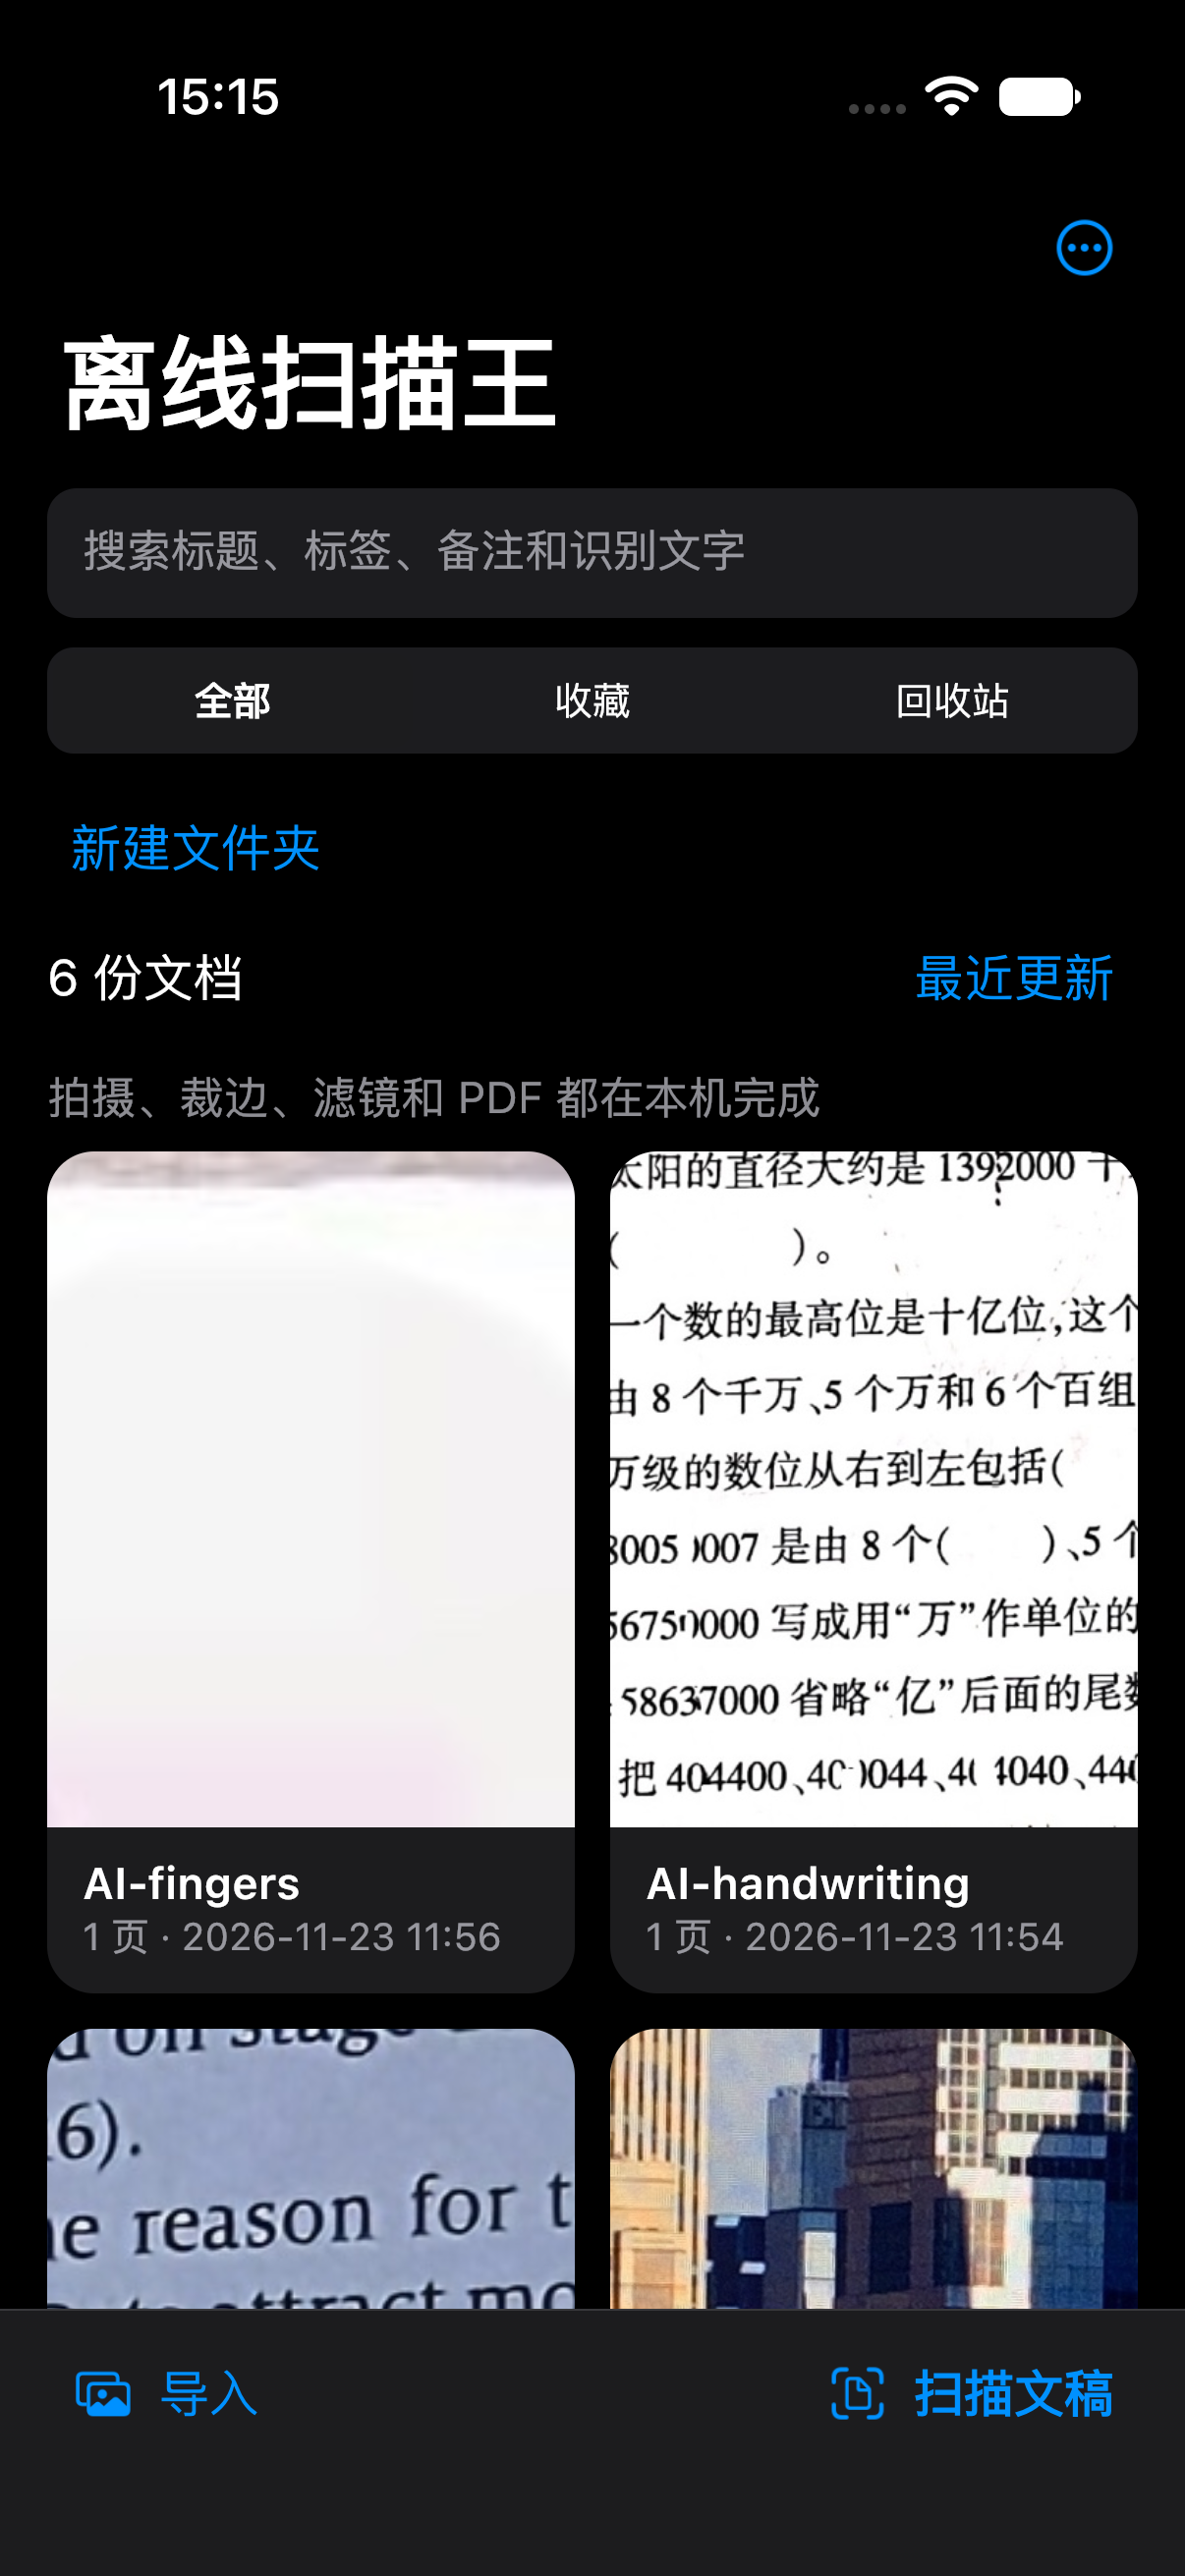 15:15
离线扫描王
搜索标题、标签、备注和识别文字
全部 收藏 回收站
新建文件夹
6 份文档 最近更新
拍摄、裁边、滤镜和 PDF 都在本机完成
太阳的直径大约是 1392000 千
( )。
一个数的最高位是十亿位,这个
由 8 个千万、5 个万和 6 个百组
万级的数位从右到左包括(
是由 8 个( )、5 个
写成用“万”作单位的
58637000 省略“亿”后面的尾数
把 404400、
AI-fingers
1 页 · 2026-11-23 11:56
AI-handwriting
1 页 · 2026-11-23 11:54
on stage
6).
reason for
attract
导入 扫描文稿